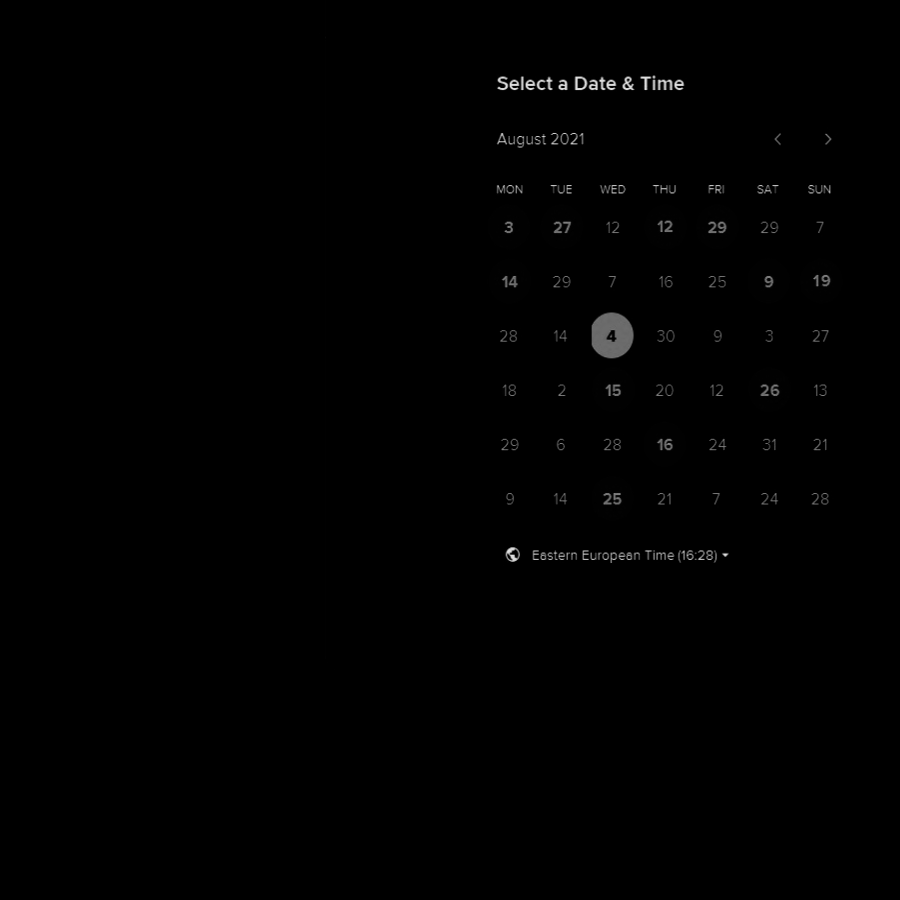 Select a Date & Time
August 2021
MON TUE WED THU FRI SAT SUN
3 27 12 12 29 29 7
14 29 7 16 25 9 19
28 14 4 30 9 3 27
18 2 15 20 12 26 13
29 6 28 16 24 31 21
9 14 25 21 7 24 28
Eastern European Time (16:28)